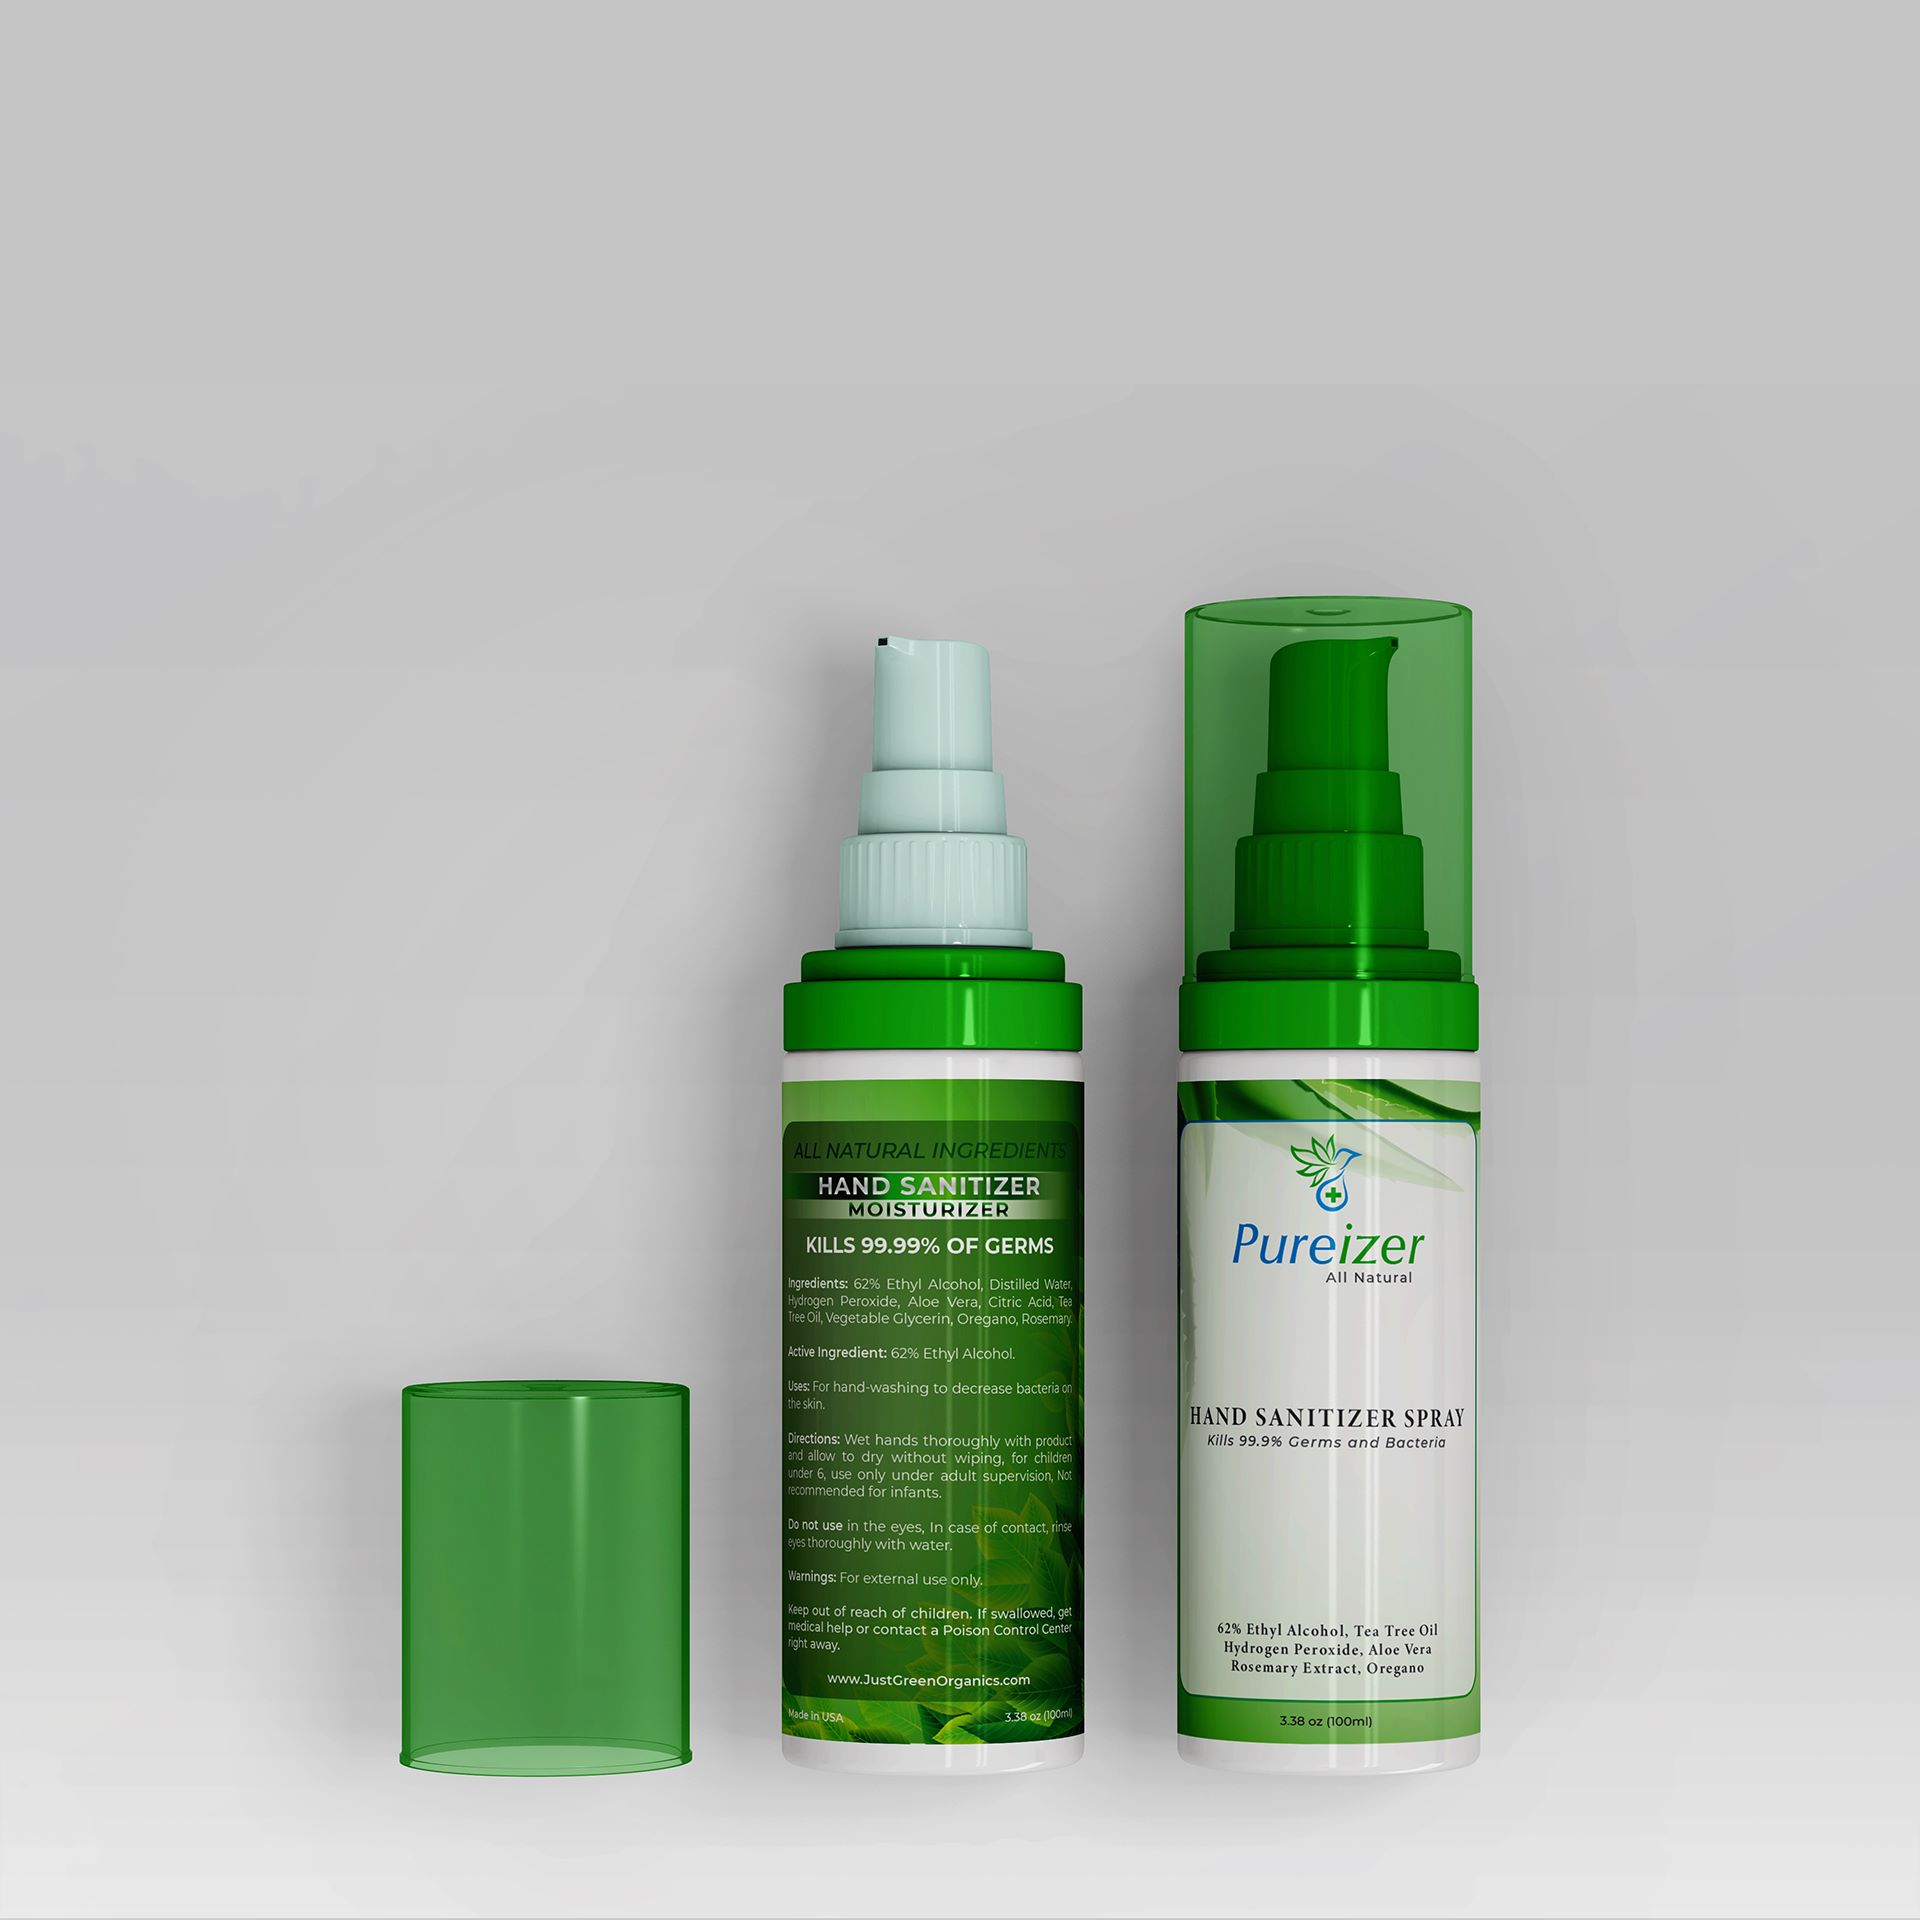 ALL NATURAL INGREDIENTS
HAND SANITIZER
MOISTURIZER
KILLS 99.99% OF GERMS
Ingredients: 62% Ethyl Alcohol, Distilled Water,
Hydrogen Peroxide, Aloe Vera, Citric Acid, Tea
Tree Oil, Vegetable Glycerin, Oregano, Rosemary.
Active Ingredient: 62% Ethyl Alcohol.
Uses: For hand-washing to decrease bacteria on
the skin.
Directions: Wet hands thoroughly with product
and allow to dry without wiping, for children
under 6, use only under adult supervision, Not
recommended for infants.
Do not use in the eyes, In case of contact, rinse
eyes thoroughly with water.
Warnings: For external use only.
Keep out of reach of children. If swallowed, get
medical help or contact a Poison Control Center
right away.
www.JustGreenOrganics.com
Made in USA 3.38 oz (100ml)
Pureizer
All Natural
HAND SANITIZER SPRAY
Kills 99.9% Germs and Bacteria
62% Ethyl Alcohol, Tea Tree Oil
Hydrogen Peroxide, Aloe Vera
Rosemary Extract, Oregano
3.38 oz (100ml)